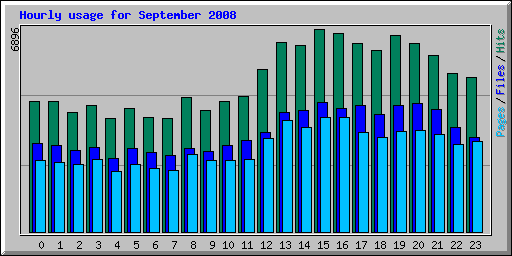 Hourly usage for September 2008
6896
Pages / Files / Hits
0 1 2 3 4 5 6 7 8 9 10 11 12 13 14 15 16 17 18 19 20 21 22 23